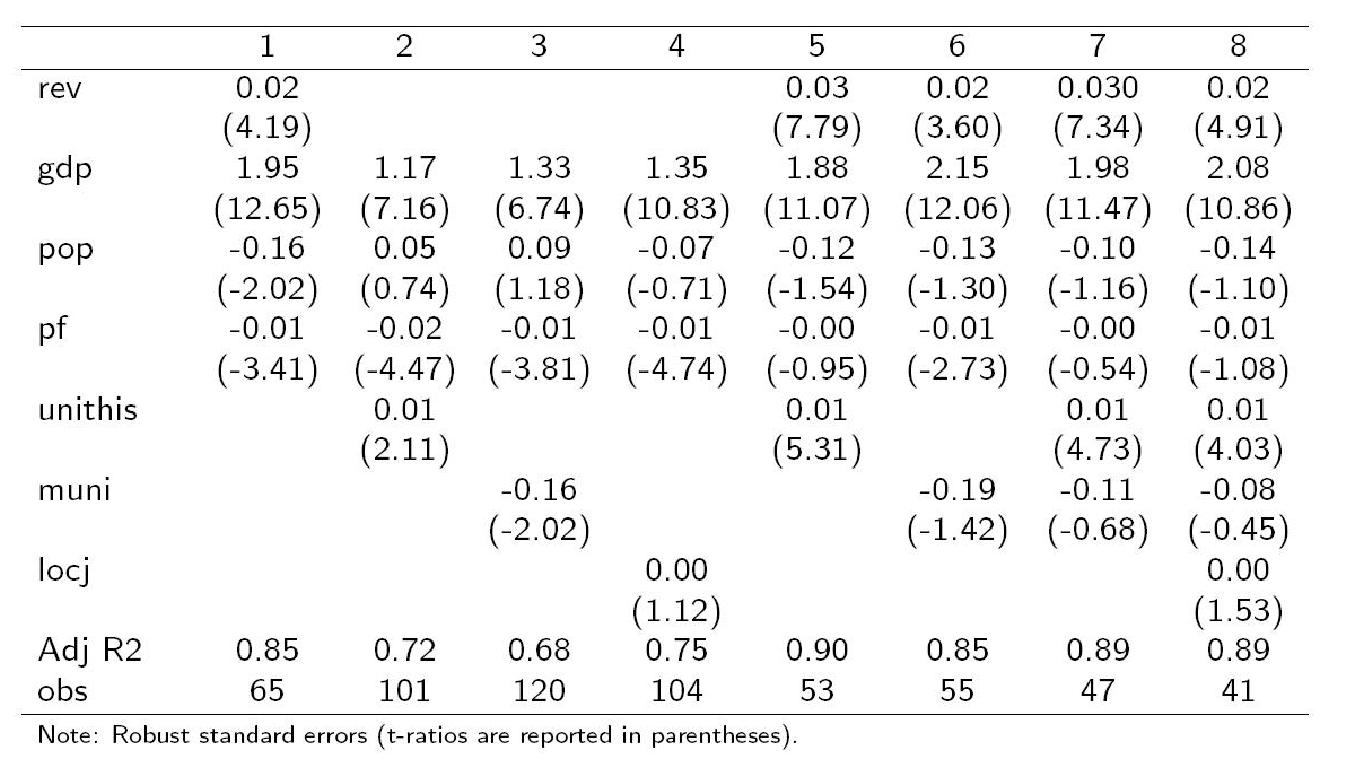 1 2 3 4 5 6 7 8
rev 0.02 0.03 0.02 0.030 0.02
(4.19) (7.79) (3.60) (7.34) (4.91)
gdp 1.95 1.17 1.33 1.35 1.88 2.15 1.98 2.08
(12.65) (7.16) (6.74) (10.83) (11.07) (12.06) (11.47) (10.86)
pop -0.16 0.05 0.09 -0.07 -0.12 -0.13 -0.10 -0.14
(-2.02) (0.74) (1.18) (-0.71) (-1.54) (-1.30) (-1.16) (-1.10)
pf -0.01 -0.02 -0.01 -0.01 -0.00 -0.01 -0.00 -0.01
(-3.41) (-4.47) (-3.81) (-4.74) (-0.95) (-2.73) (-0.54) (-1.08)
unithis 0.01 0.01 0.01 0.01
(2.11) (5.31) (4.73) (4.03)
muni -0.16 -0.19 -0.11 -0.08
(-2.02) (-1.42) (-0.68) (-0.45)
locj 0.00 0.00
(1.12) (1.53)
Adj R2 0.85 0.72 0.68 0.75 0.90 0.85 0.89 0.89
obs 65 101 120 104 53 55 47 41
Note: Robust standard errors (t-ratios are reported in parentheses).